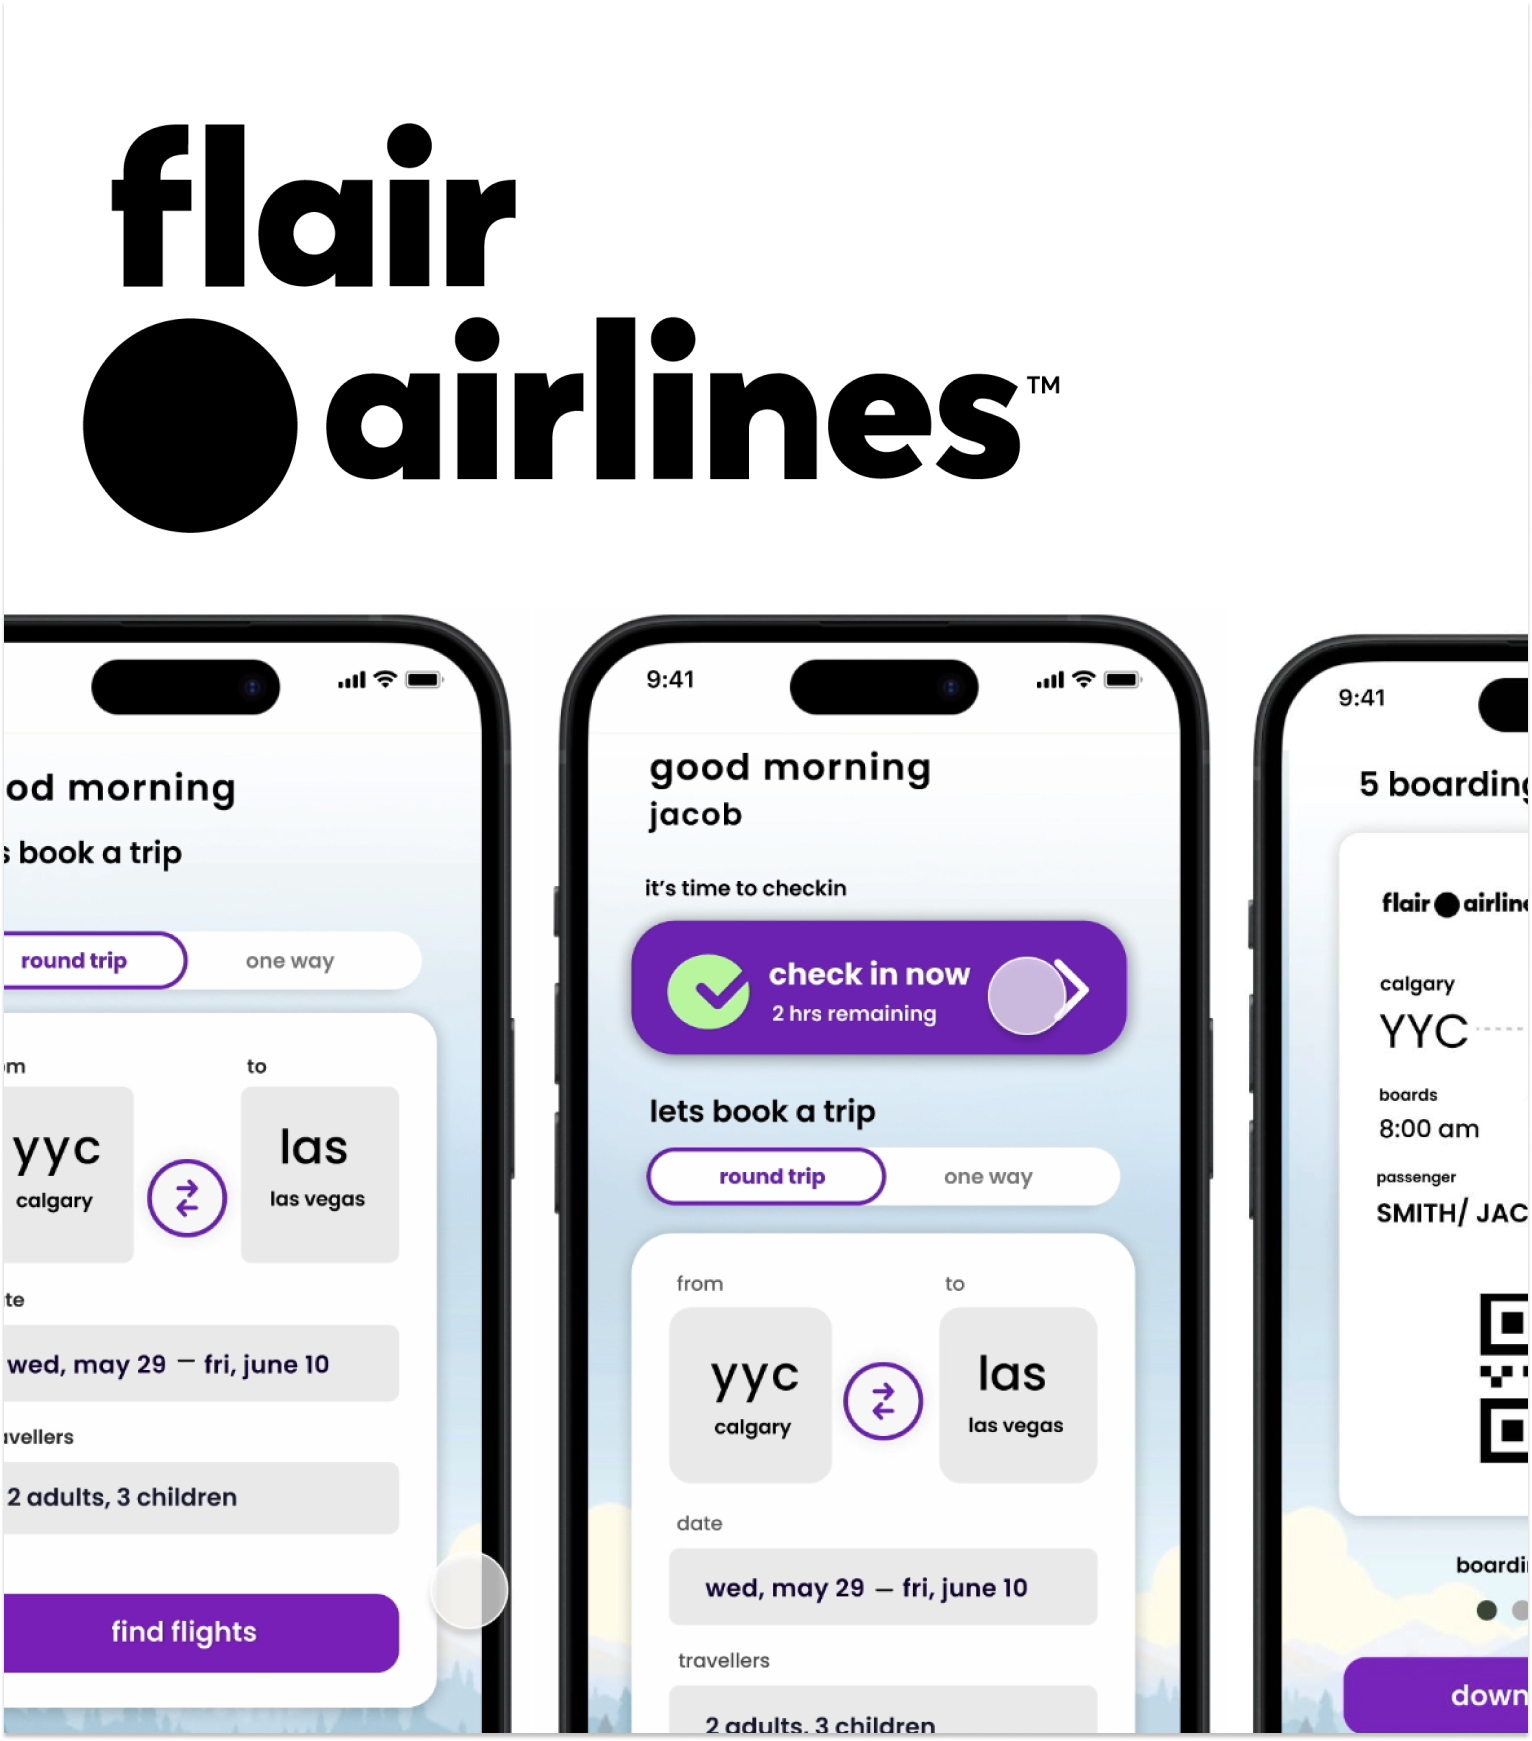 flair
airlines™
od morning
s book a trip
round trip
one way
om
to
yyc
calgary
las
las vegas
te
wed, may 29 – fri, june 10
avellers
2 adults, 3 children
find flights
9:41
good morning
jacob
it’s time to checkin
check in now
2 hrs remaining
lets book a trip
round trip
one way
from
to
yyc
calgary
las
las vegas
date
wed, may 29 – fri, june 10
travellers
2 adults, 3 children
9:41
5 boarding
flair airline
calgary
YYC
boards
8:00 am
passenger
SMITH/ JAC
boardi
down